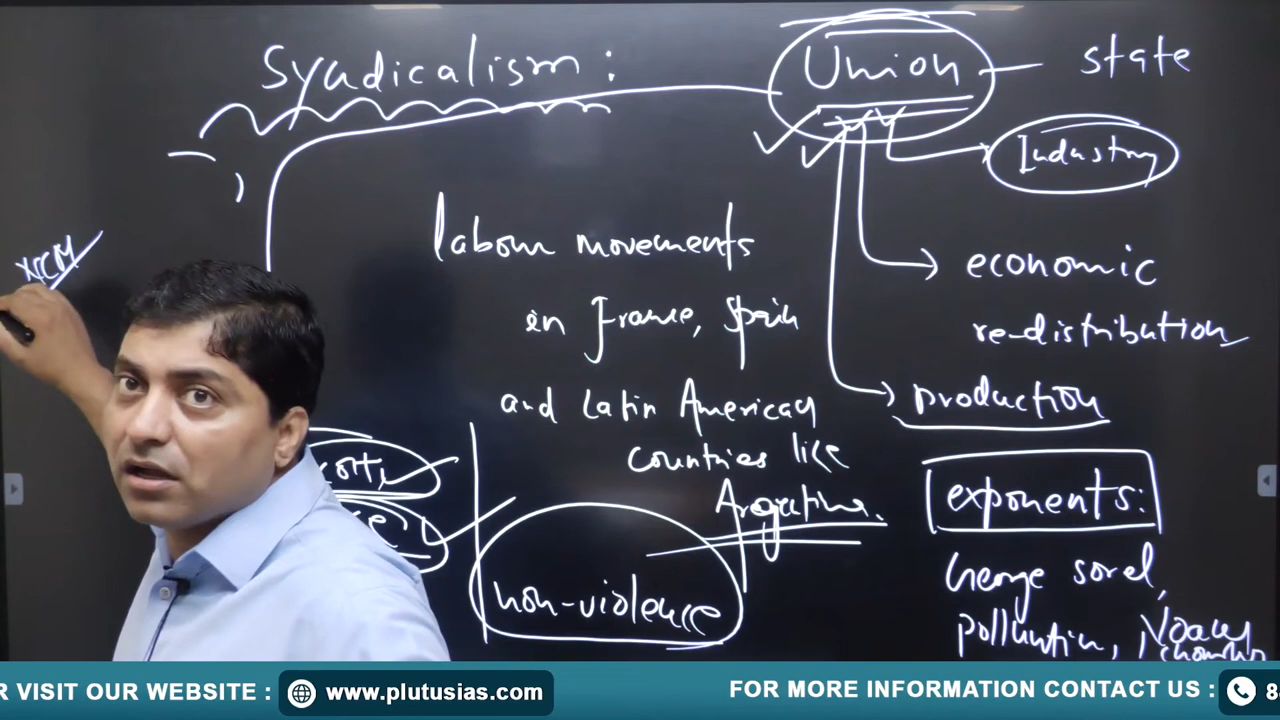 Syndicalism :
Union — state
Industry
labour movements
economic
in France, Spain
re-distribution
and Latin American
production
countries like
Argentina.
exponents:
George Sorel,
non-violence
R VISIT OUR WEBSITE : www.plutusias.com
FOR MORE INFORMATION CONTACT US : 8